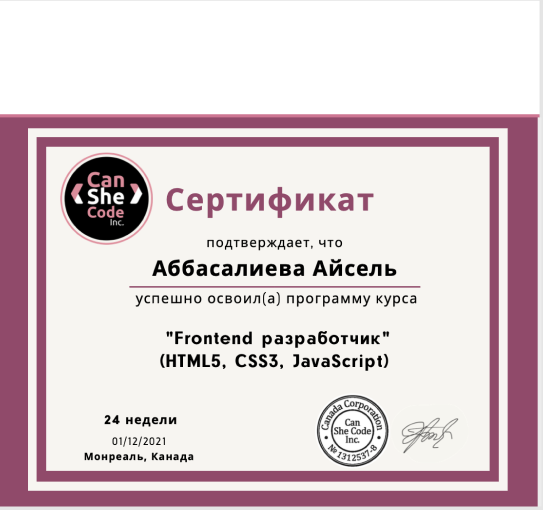 Can
She
Code
Inc.
Сертификат
подтверждает, что
Аббасалиева Айсель
успешно освоил(а) программу курса
"Frontend разработчик"
(HTML5, CSS3, JavaScript)
24 недели
01/12/2021
Монреаль, Канада
Canada Corporation
Can
She Code
Inc.
№ 1312537-8